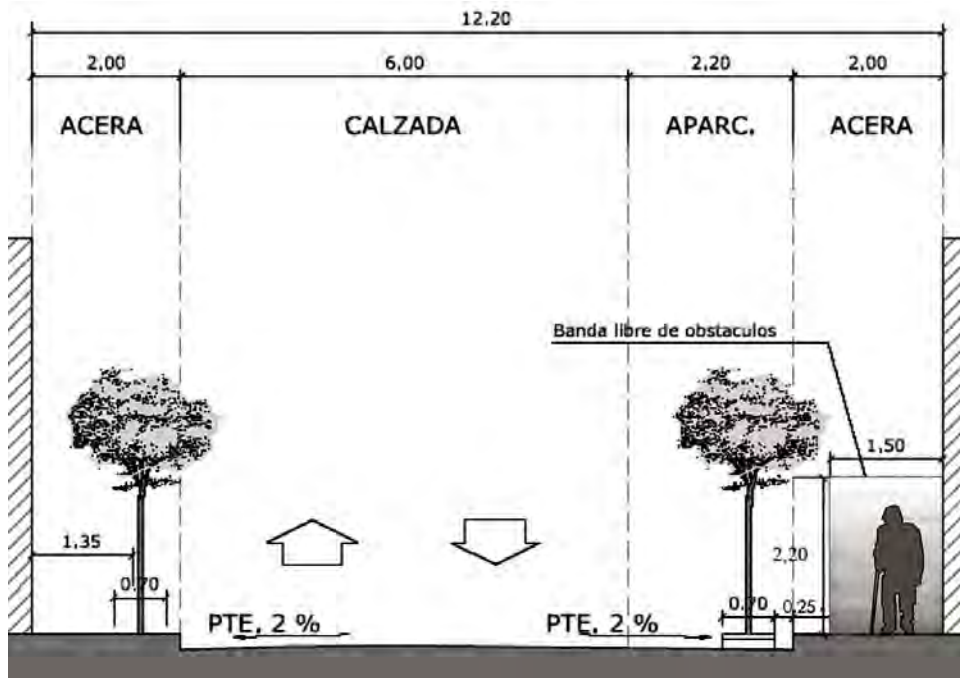 12,20
2,00 6,00 2,20 2,00
ACERA CALZADA APARC. ACERA
Banda libre de obstaculos
1,50
1,35
2,20
0,70 0,70 0,25
PTE. 2 % PTE. 2 %